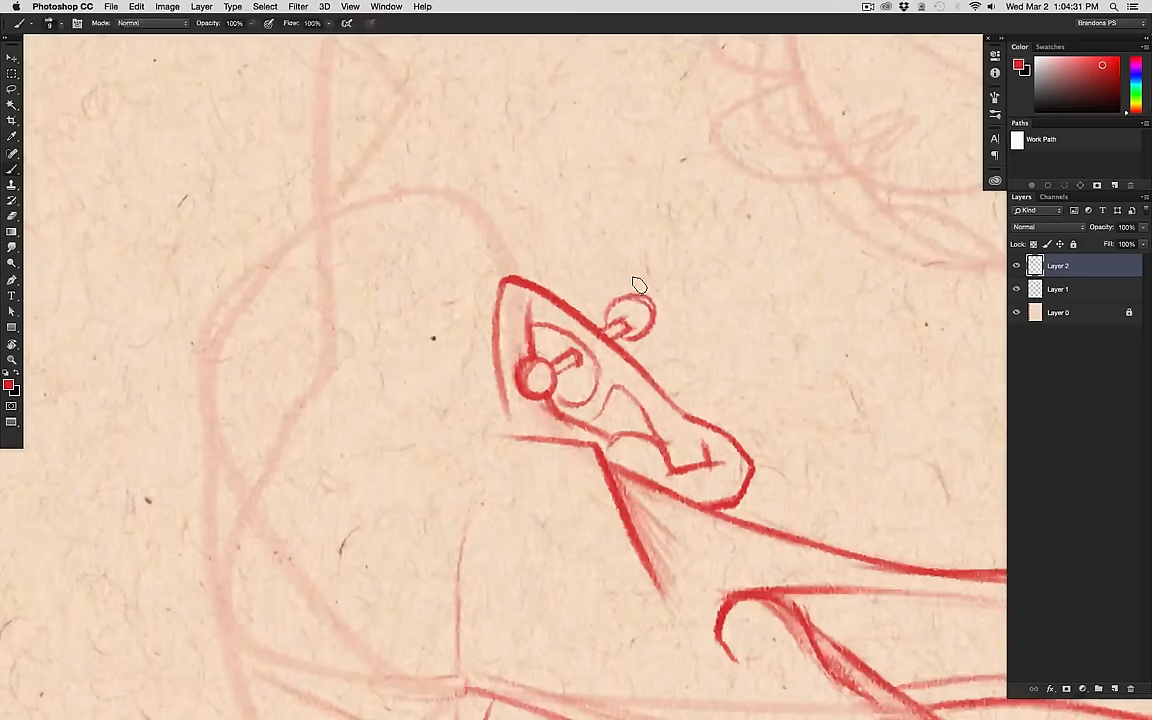 Photoshop CC File Edit Image Layer Type Select Filter 3D View Window Help Wed Mar 2 1:04:31 PM
9 Mode: Normal Opacity: 100% Flow: 100% Brandons PS
Color Swatches
Paths
Work Path
Layers Channels
Kind
Normal Opacity: 100%
Lock: Fill: 100%
Layer 2
Layer 1
Layer 0